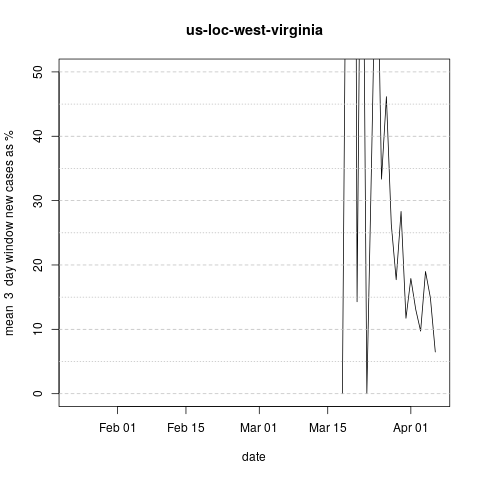 us-loc-west-virginia
mean 3 day window new cases as %
50
40
30
20
10
0
Feb 01 Feb 15 Mar 01 Mar 15 Apr 01
date